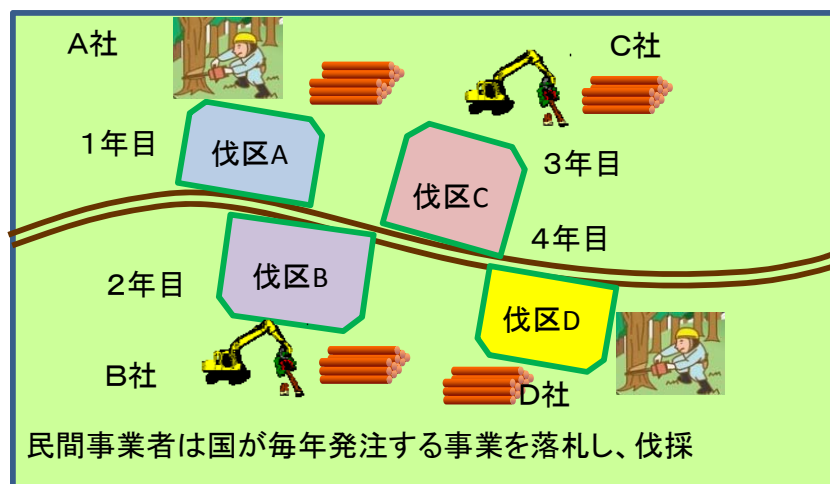 A社
C社
1年目
伐区A
3年目
伐区C
4年目
2年目
伐区B
伐区D
B社
D社
民間事業者は国が毎年発注する事業を落札し、伐採